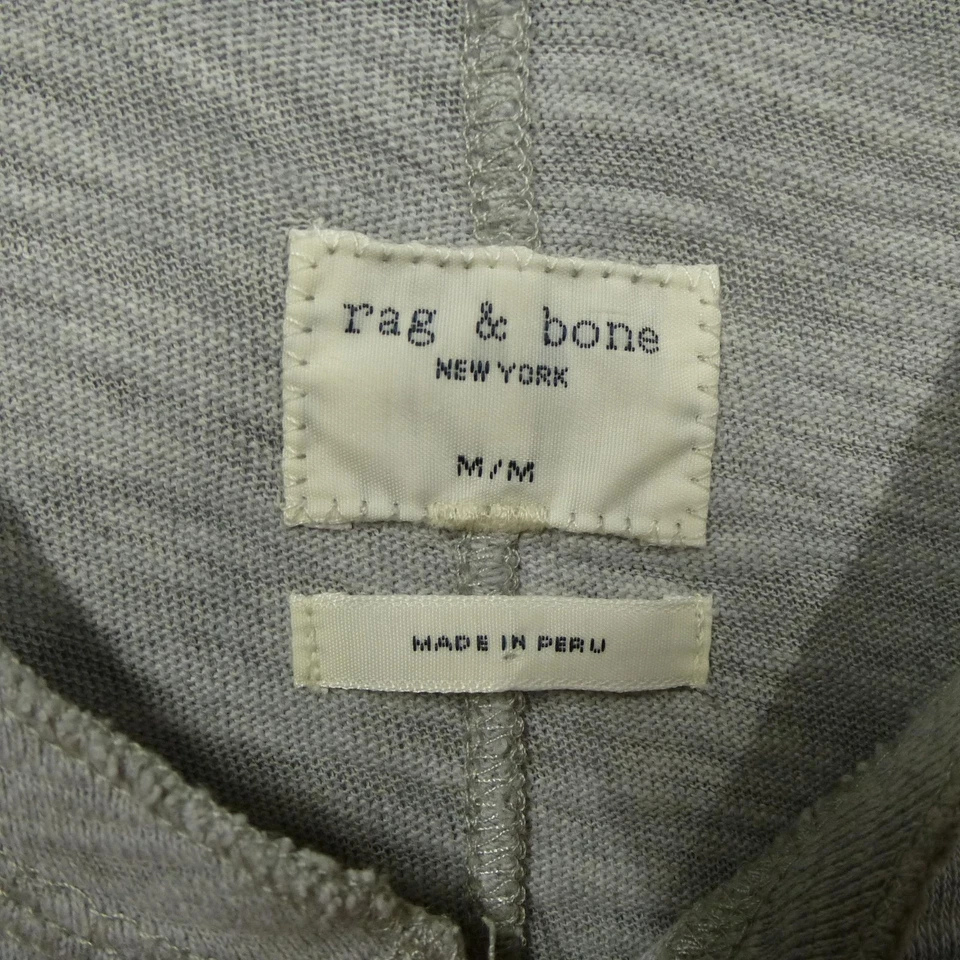 rag & bone
NEW YORK
M/M
MADE IN PERU